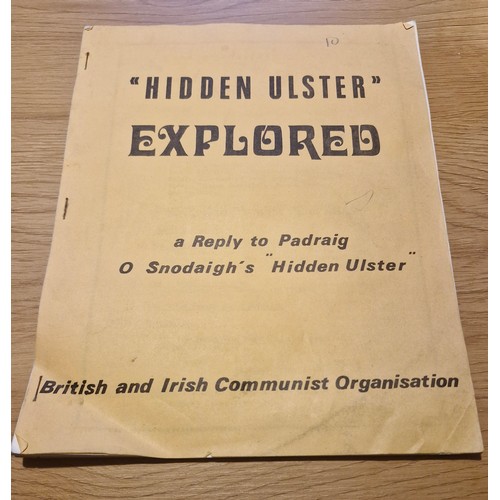 10
“HIDDEN ULSTER”
EXPLORED
a Reply to Padraig
O Snodaigh's "Hidden Ulster"
British and Irish Communist Organisation